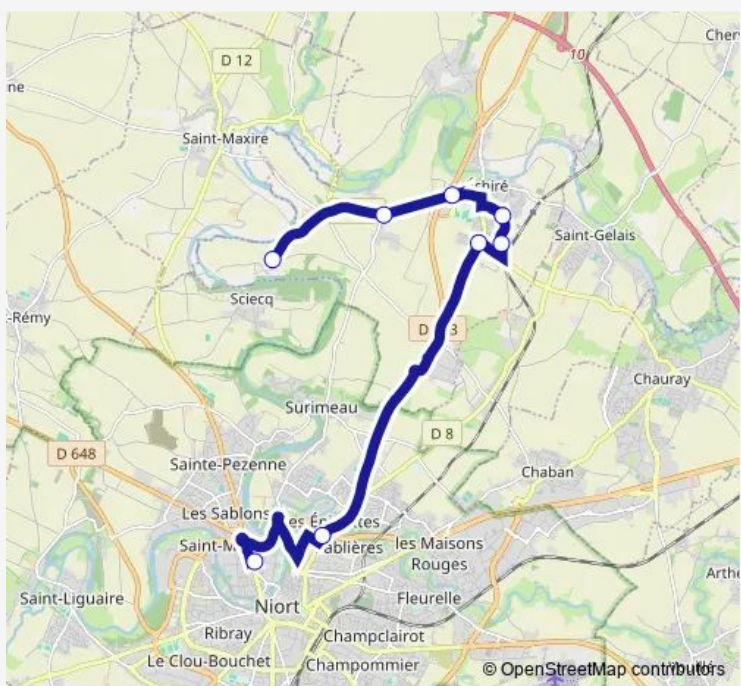 10
D 12
Saint-Maxire
Saint-Gelais
Sciecq
Chauray
Surimeau
D 8
D 648
Sainte-Pezenne
Chaban
Les Sablons
les Maisons
Rouges
Saint-Liguaire
Niort
Fleurelle
Ribray
Champclairot
Le Clou-Bouchet
Champommier
© OpenStreetMap contributors